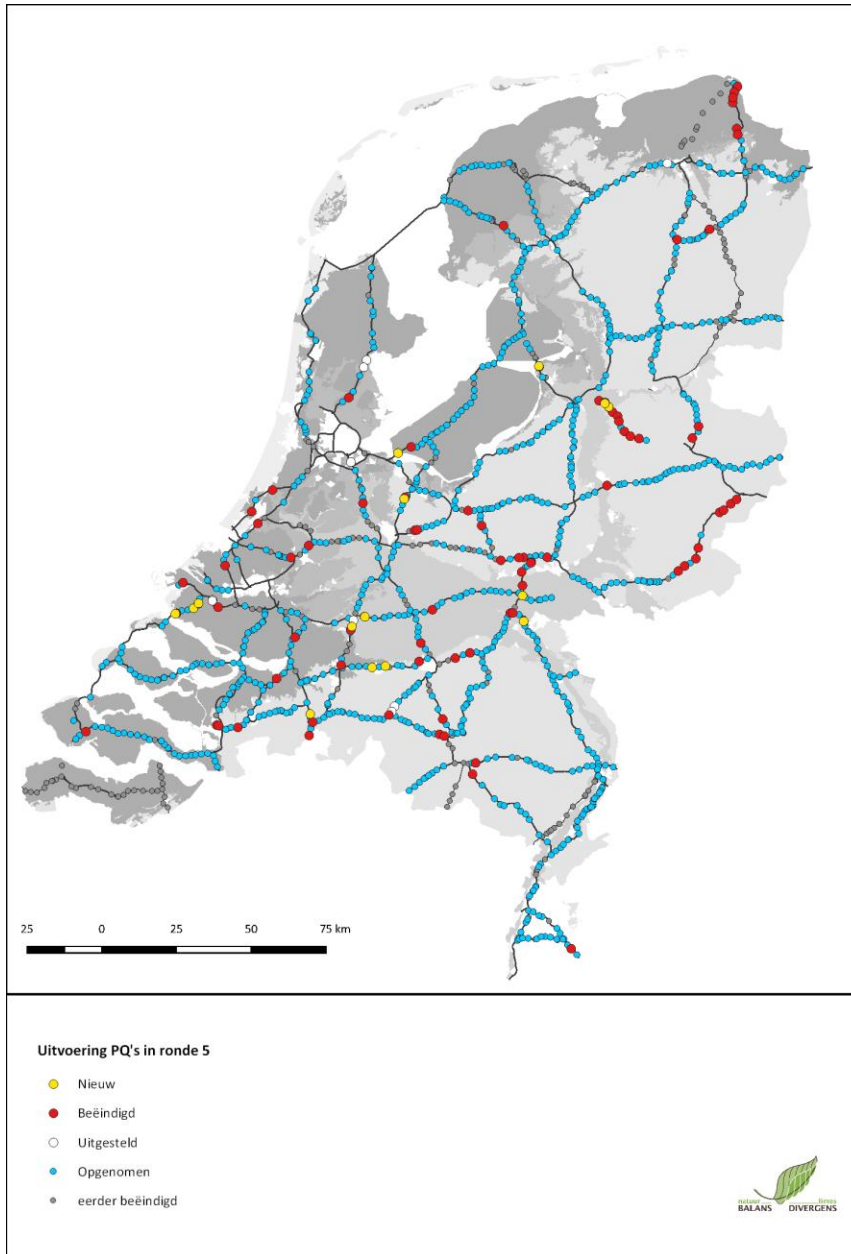 25 0 25 50 75 km
Uitvoering PQ's in ronde 5
Nieuw
Beëindigd
Uitgesteld
Opgenomen
eerder beëindigd
natuur limes
BALANS DIVERGENS